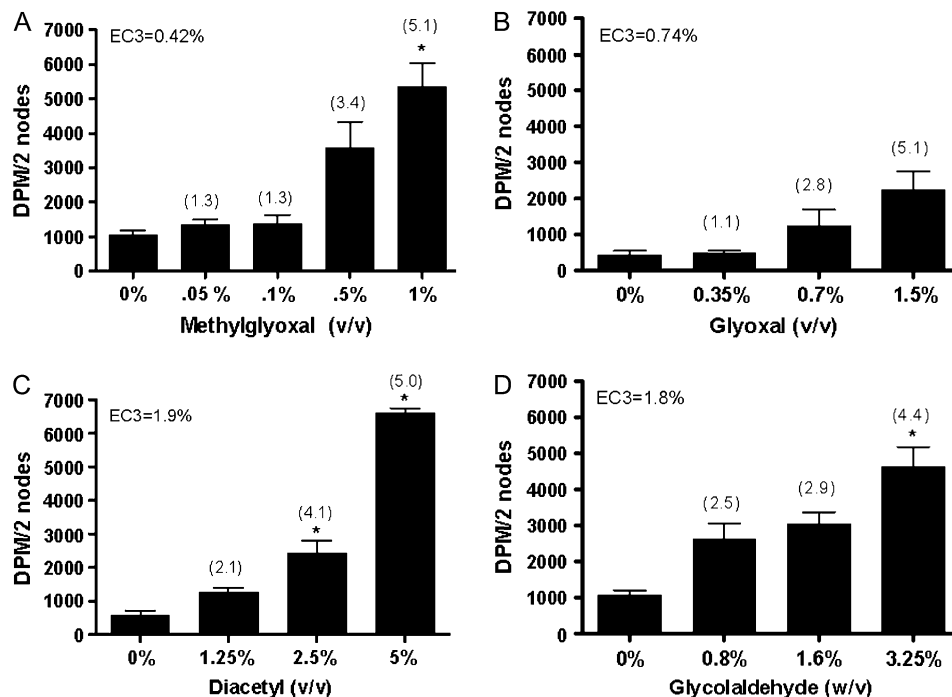 A
EC3=0.42%
DPM/2 nodes
7000
6000
5000
4000
3000
2000
1000
0
(1.3)
(1.3)
(3.4)
(5.1)
*
0% .05 % .1% .5% 1%
Methylglyoxal (v/v)
B
EC3=0.74%
DPM/2 nodes
7000
6000
5000
4000
3000
2000
1000
0
(1.1)
(2.8)
(5.1)
0% 0.35% 0.7% 1.5%
Glyoxal (v/v)
C
EC3=1.9%
DPM/2 nodes
7000
6000
5000
4000
3000
2000
1000
0
(2.1)
(4.1)
*
(5.0)
*
0% 1.25% 2.5% 5%
Diacetyl (v/v)
D
EC3=1.8%
DPM/2 nodes
7000
6000
5000
4000
3000
2000
1000
0
(2.5)
(2.9)
(4.4)
*
0% 0.8% 1.6% 3.25%
Glycolaldehyde (w/v)